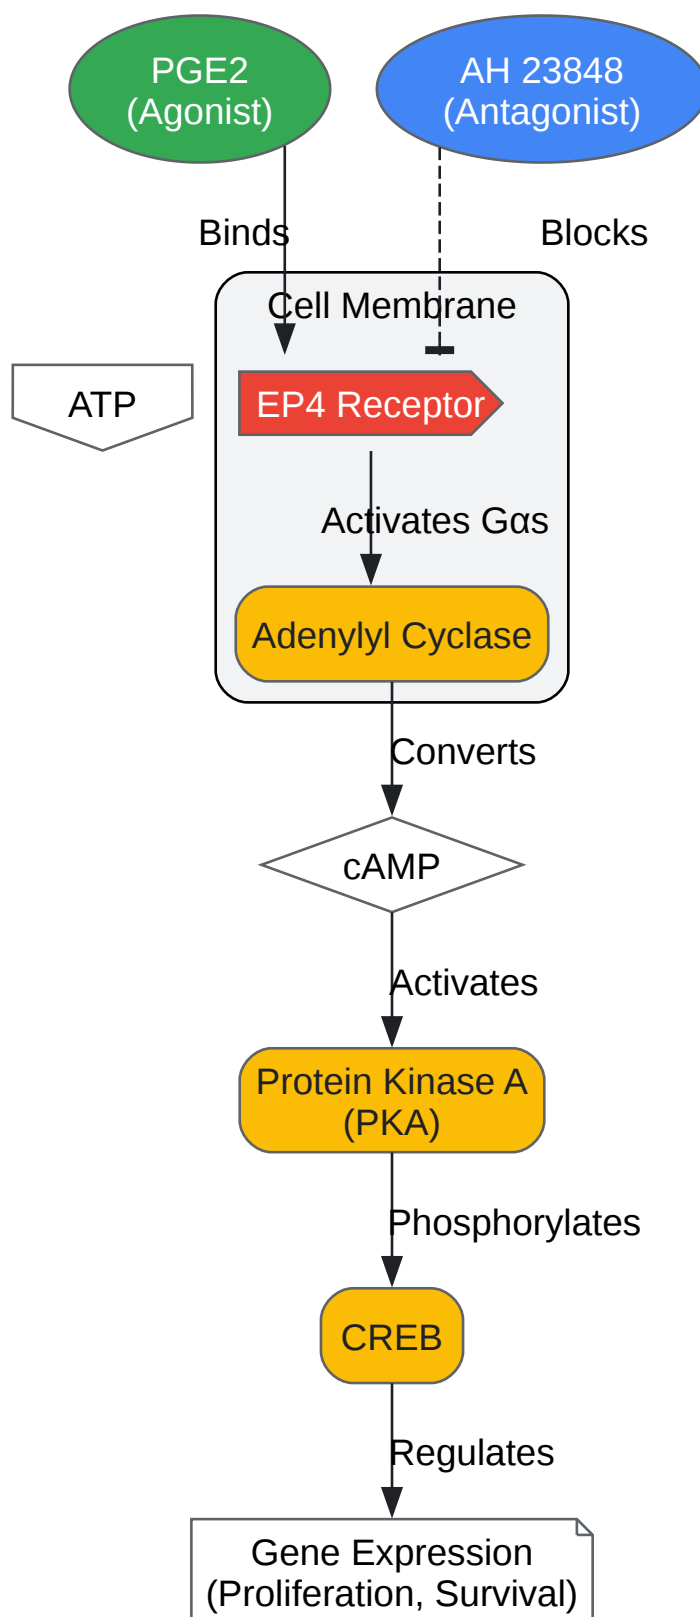 PGE2
(Agonist)
AH 23848
(Antagonist)
Binds
Blocks
Cell Membrane
ATP
EP4 Receptor
Activates Gαs
Adenylyl Cyclase
Converts
cAMP
Activates
Protein Kinase A
(PKA)
Phosphorylates
CREB
Regulates
Gene Expression
(Proliferation, Survival)